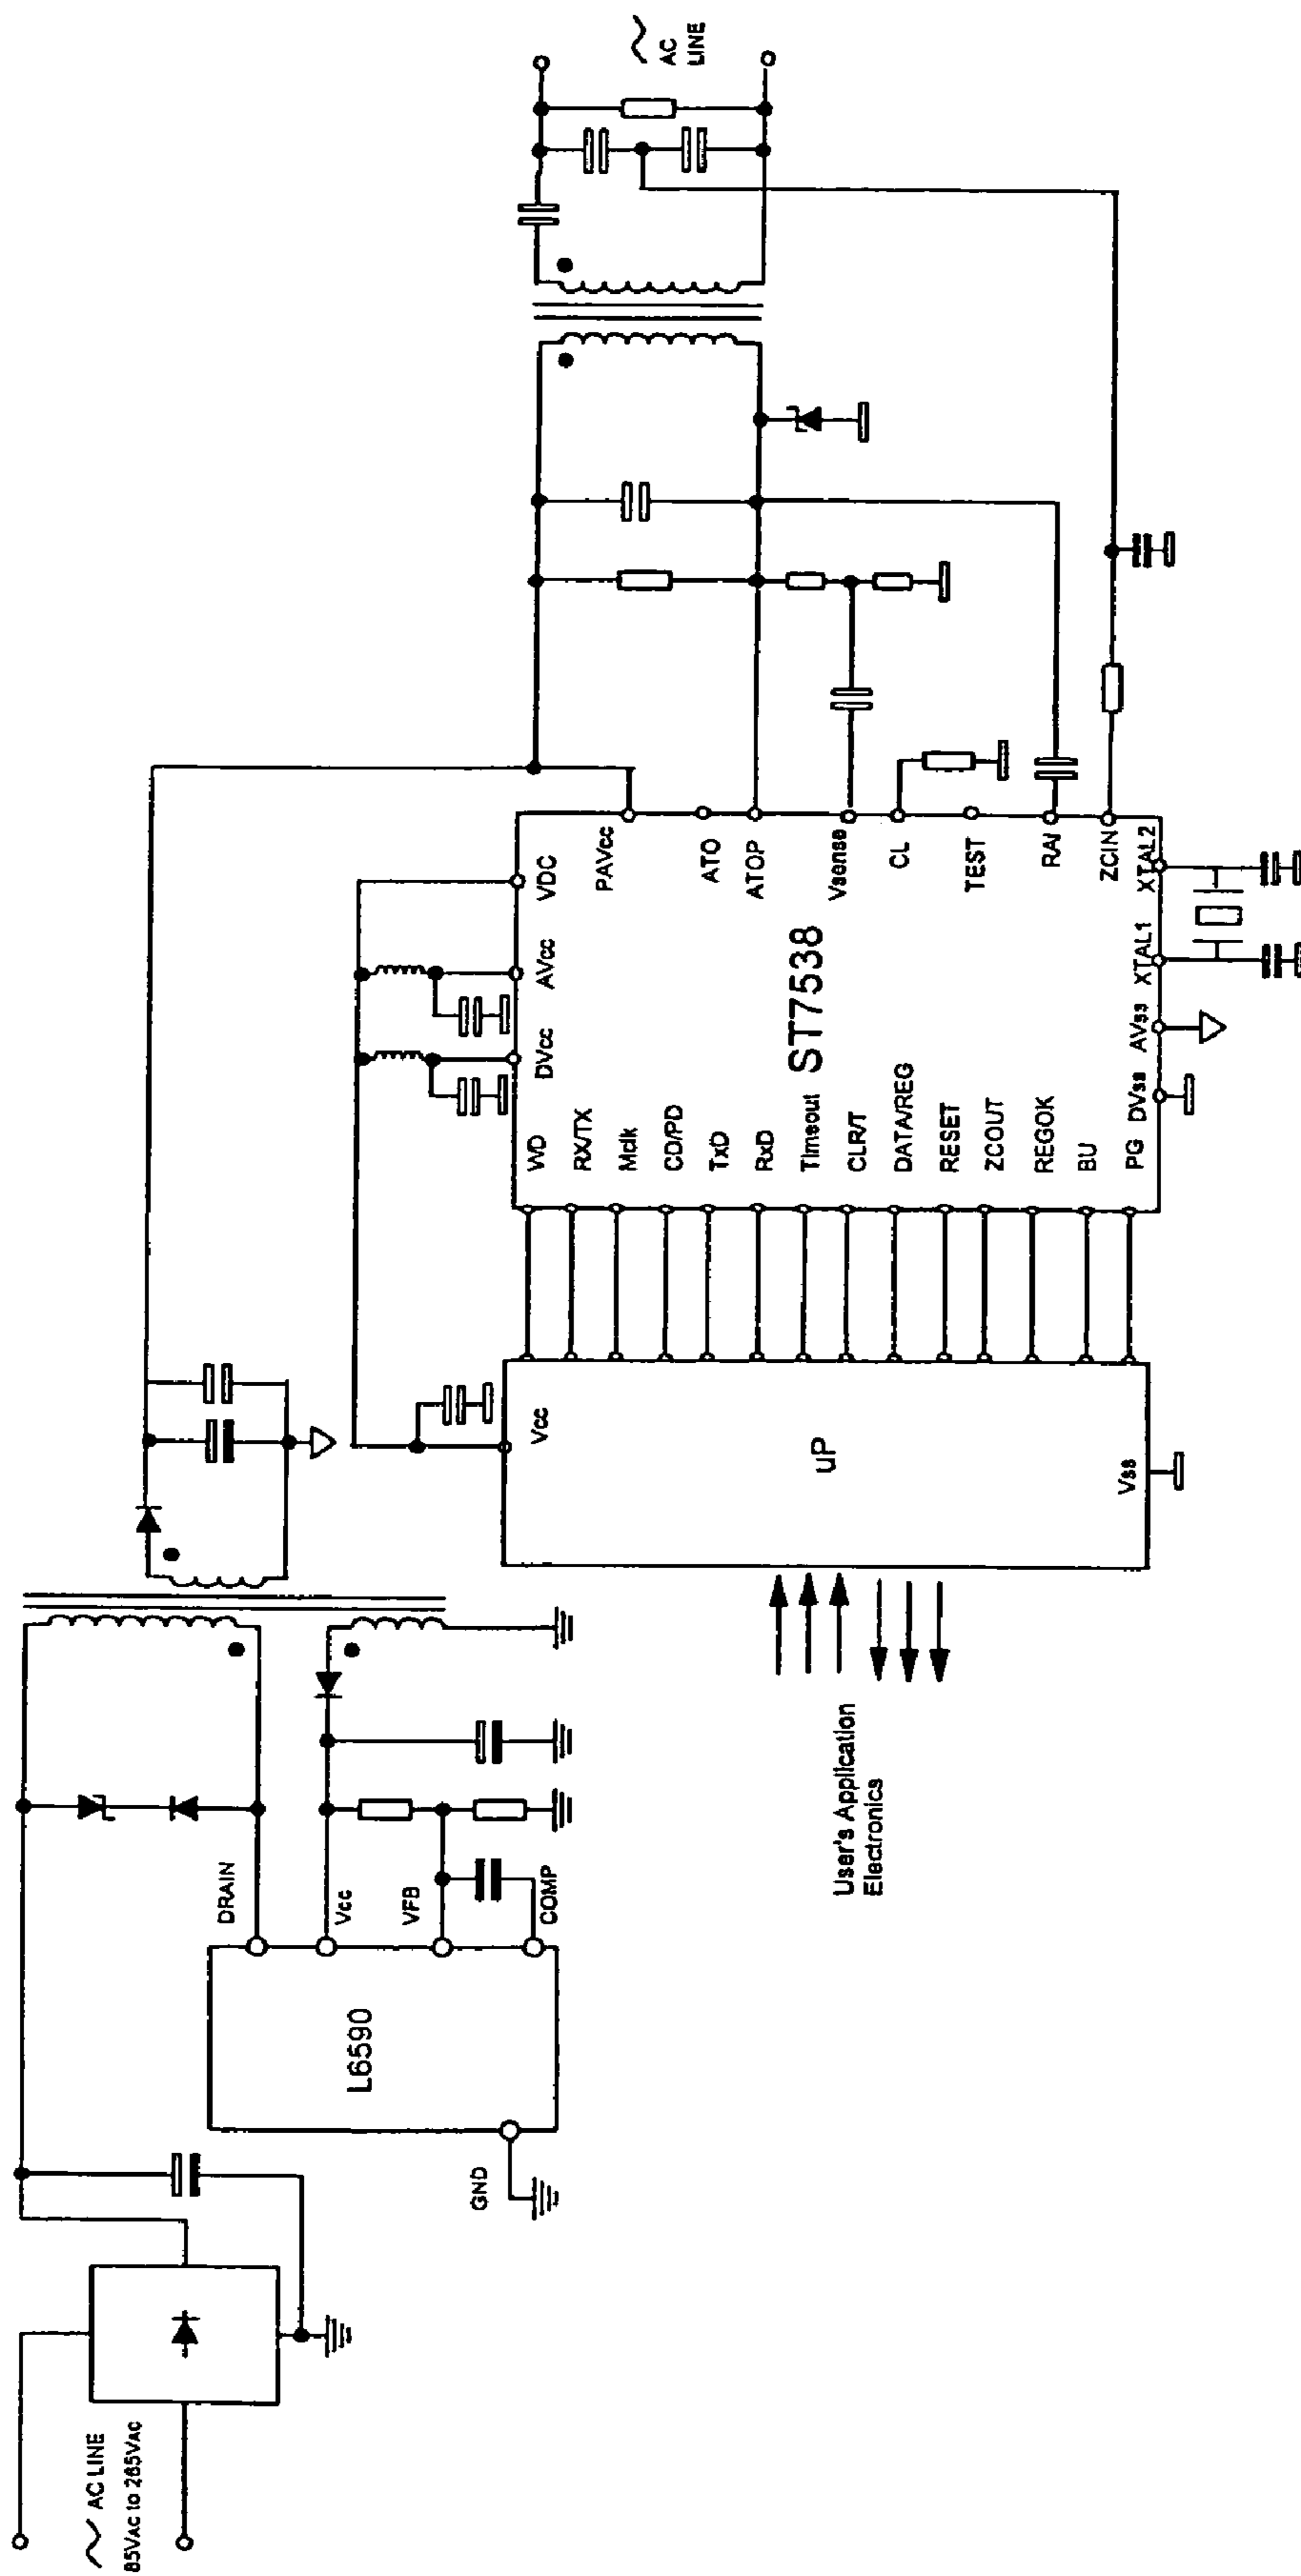 ∼ AC LINE
85VAC to 265VAC
GND
L6590
DRAIN
Vcc
VFB
COMP
User's Application
Electronics
Vcc
uP
Vss
WD
RX/TX
Mclk
CD/PD
TxD
RxD
Timeout
CLR/T
DATA/REG
RESET
ZCOUT
REGOK
BU
PG
DVcc
AVcc
VDC
ST7538
DVss
AVss
XTAL1
XTAL2
PAVcc
ATO
ATOP
Vsense
CL
TEST
RAI
ZCIN
∼
AC
LINE